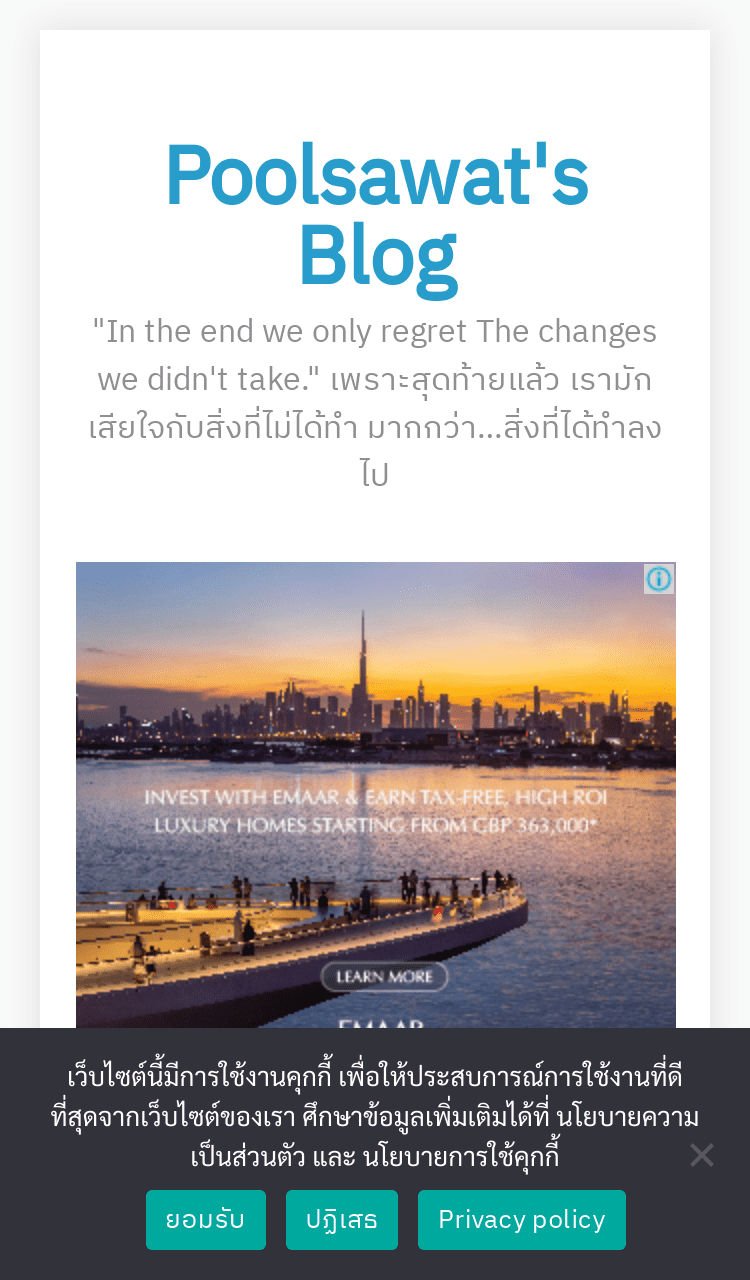 Poolsawat's
Blog
"In the end we only regret The changes
we didn't take." เพราะสุดท้ายแล้ว เรามัก
เสียใจกับสิ่งที่ไม่ได้ทำ มากกว่า...สิ่งที่ได้ทำลง
ไป
INVEST WITH EMAAR & EARN TAX-FREE, HIGH ROI
LUXURY HOMES STARTING FROM GBP 363,000*
LEARN MORE
EMAAR
เว็บไซต์นี้มีการใช้งานคุกกี้ เพื่อให้ประสบการณ์การใช้งานที่ดี
ที่สุดจากเว็บไซต์ของเรา ศึกษาข้อมูลเพิ่มเติมได้ที่ นโยบายความ
เป็นส่วนตัว และ นโยบายการใช้คุกกี้
ยอมรับ
ปฏิเสธ
Privacy policy